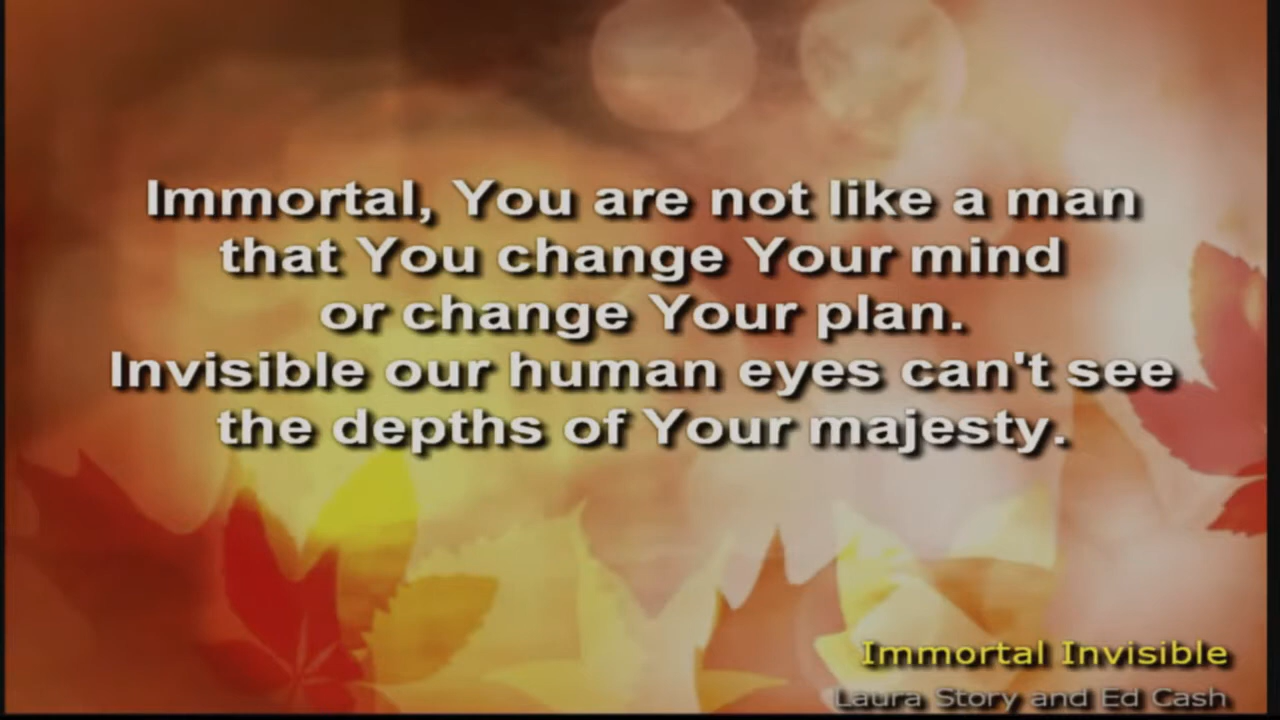 Immortal, You are not like a man
that You change Your mind
or change Your plan.
Invisible our human eyes can't see
the depths of Your majesty.
Immortal Invisible
Laura Story and Ed Cash